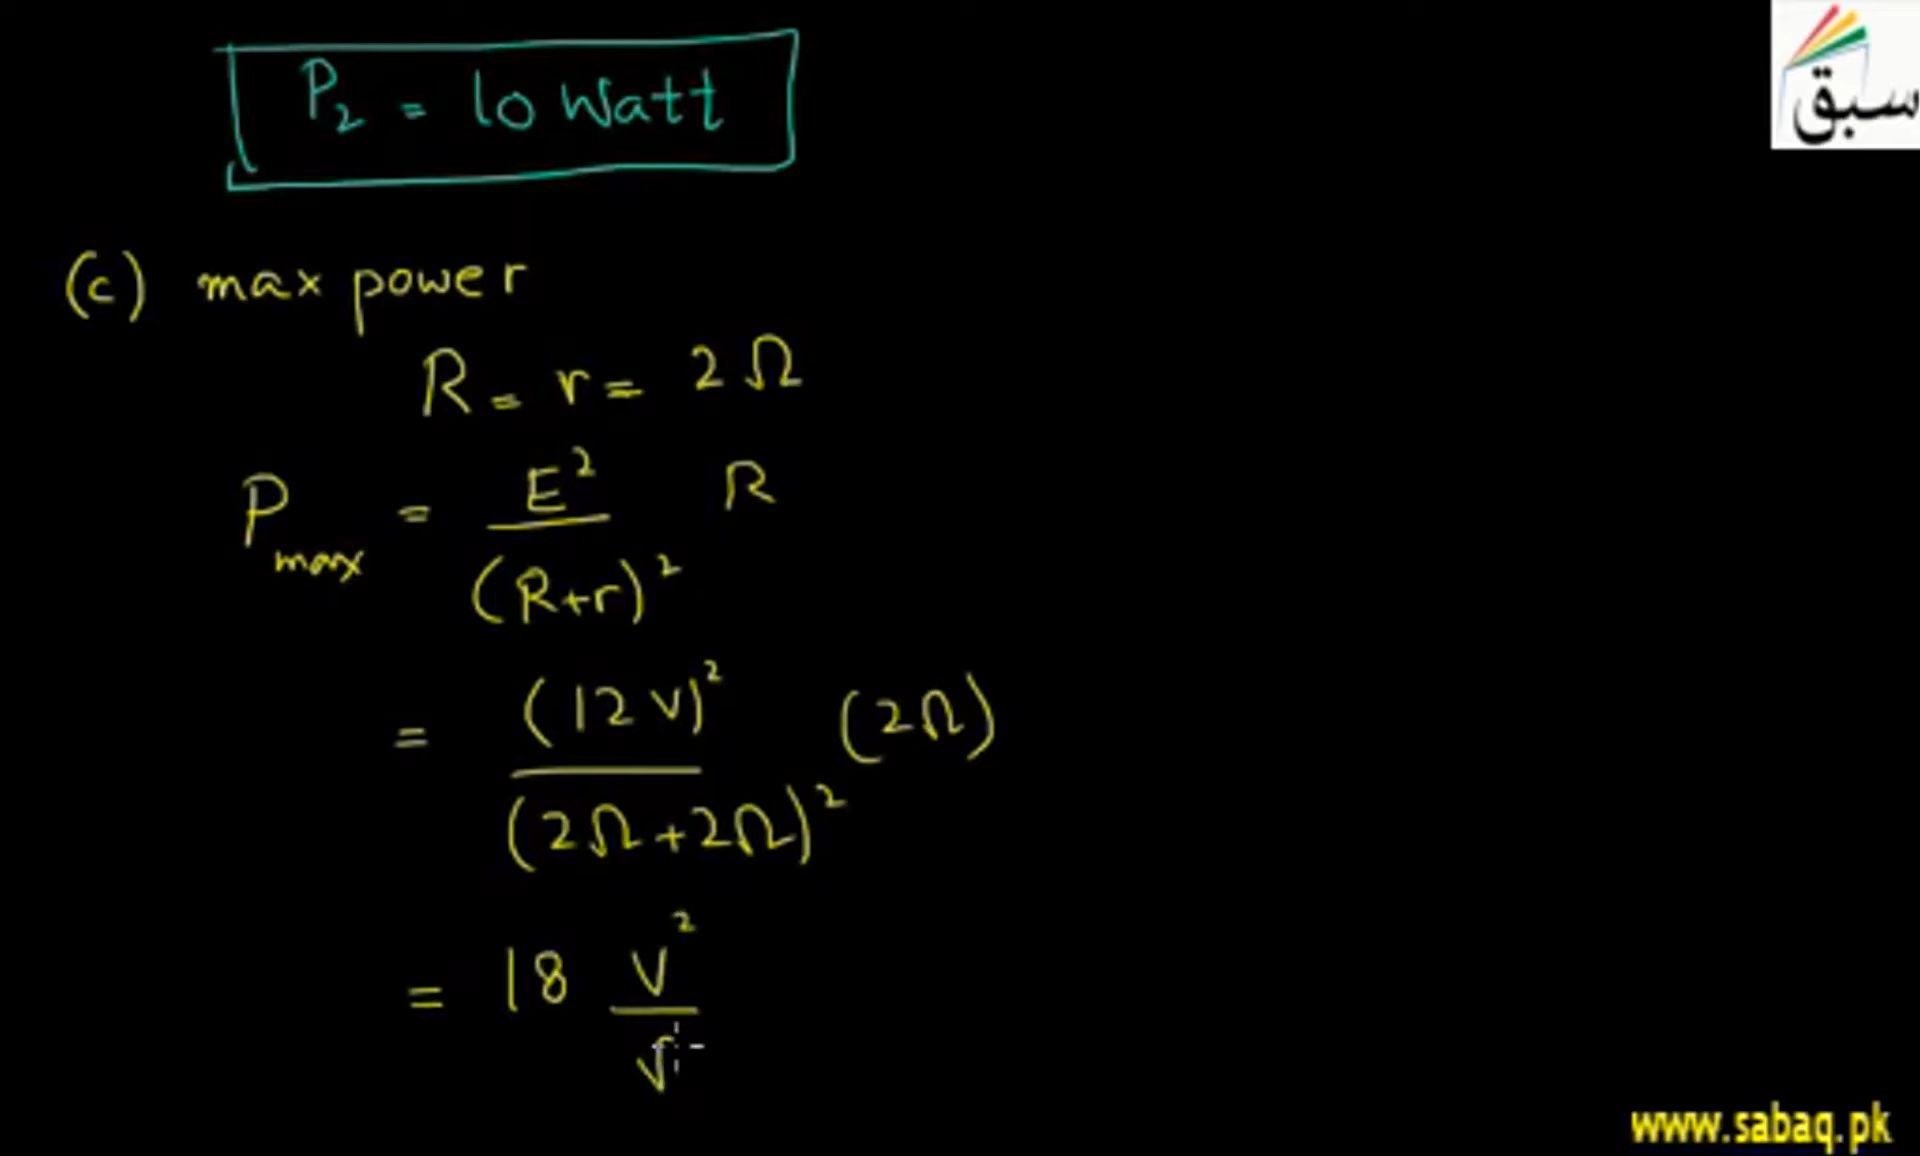 P₂ = 10 Watt
سبق
(c) max power
R = r = 2 Ω
P max = E² / (R+r)² R
= (12 V)² / (2Ω + 2Ω)² (2Ω)
= 18 V² /
www.sabaq.pk